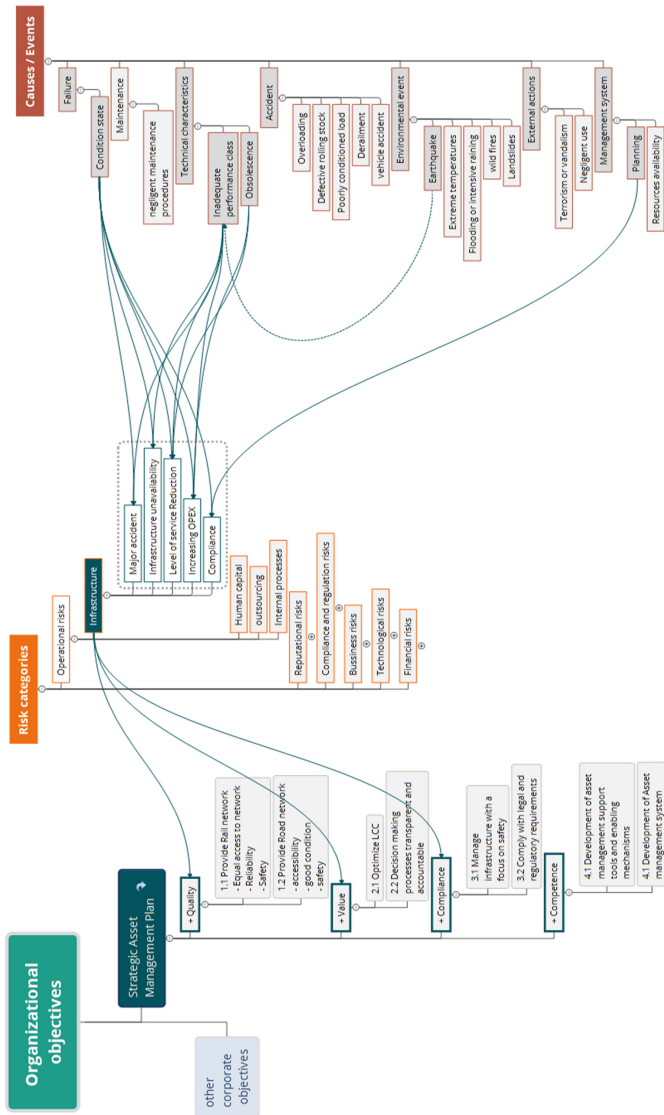 Organizational
objectives
Strategic Asset
Management Plan
other
corporate
objectives
+ Quality
1.1 Provide Rail network
- Equal access to network
- Reliability
- Safety
1.2 Provide Road network
- accessibility
- good condition
- safety
+ Value
2.1 Optimize LCC
2.2 Decision making
processes transparent and
accountable
+ Compliance
3.1 Manage
infrastructure with a
focus on safety
3.2 Comply with legal and
regulatory requirements
+ Competence
4.1 Development of asset
management support
tools and enabling
mechanisms
4.1 Development of Asset
management system
Risk categories
Operational risks
Infrastructure
Major accident
Infrastructure unavailability
Level of service Reduction
Increasing OPEX
Compliance
Human capital
outsourcing
Internal processes
Reputational risks
Compliance and regulation risks
Bussiness risks
Technological risks
Financial risks
Causes / Events
Failure
Condition state
Maintenance
negligent maintenance
procedures
Technical characteristics
Inadequate
performance class
Obsolescence
Accident
Overloading
Defective rolling stock
Poorly conditioned load
Derailment
vehicle accident
Environmental event
Earthquake
Extreme temperatures
Flooding or intensive raining
wild fires
Landsides
External actions
Terrorism or vandalism
Negligent use
Management system
Planning
Resources availability